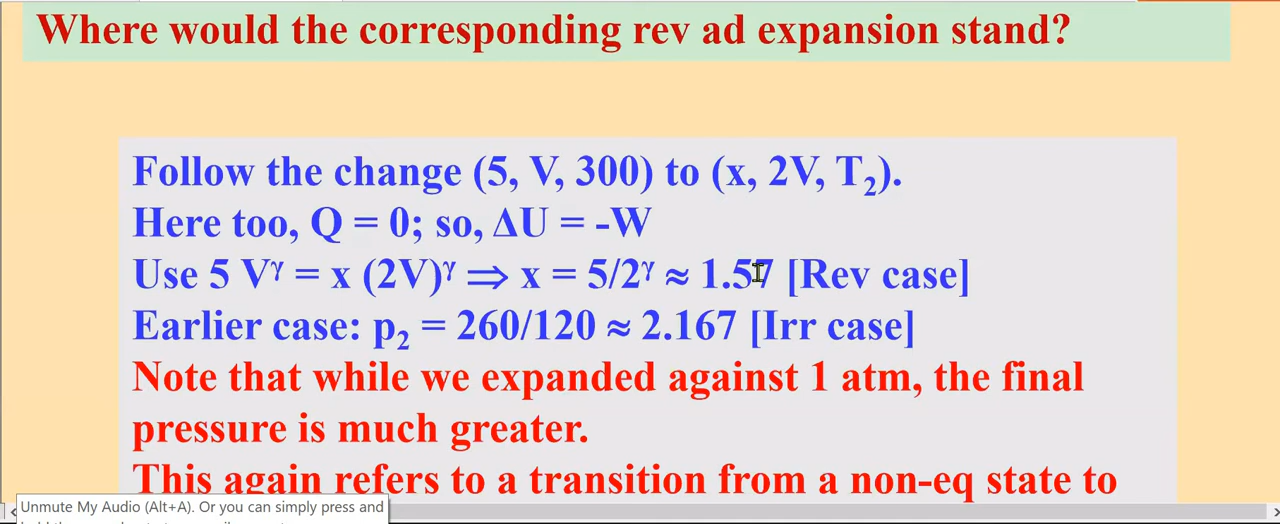 Where would the corresponding rev ad expansion stand?
Follow the change (5, V, 300) to (x, 2V, T₂).
Here too, Q = 0; so, ΔU = -W
Use 5 Vᵞ = x (2V)ᵞ ⇒ x = 5/2ᵞ ≈ 1.57 [Rev case]
Earlier case: p₂ = 260/120 ≈ 2.167 [Irr case]
Note that while we expanded against 1 atm, the final
pressure is much greater.
This again refers to a transition from a non-eq state to
Unmute My Audio (Alt+A). Or you can simply press and